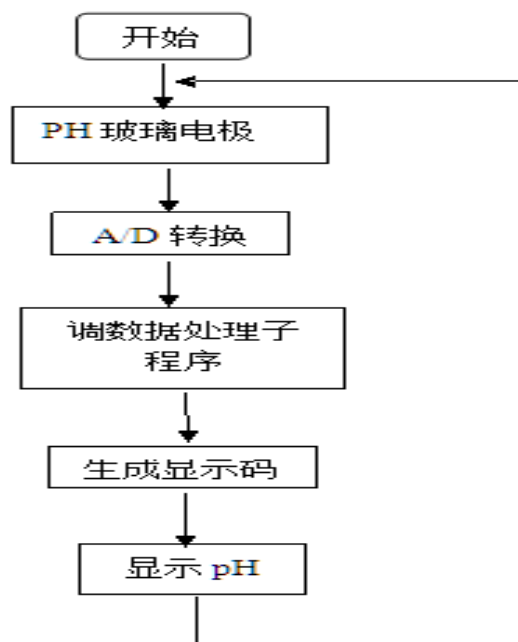 开始
PH 玻璃电极
A/D 转换
调数据处理子
程序
生成显示码
显示 pH